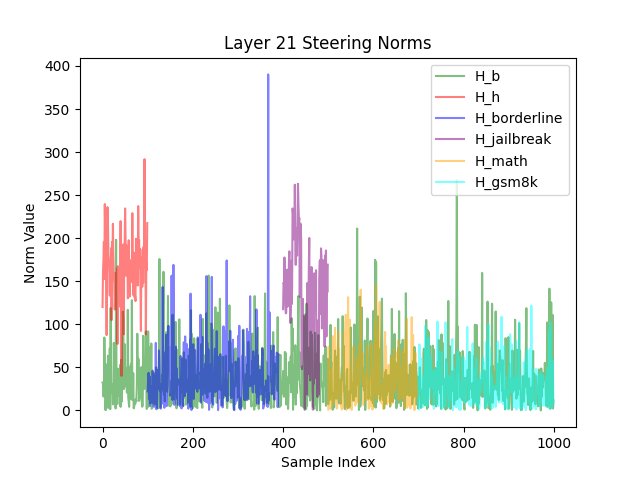 Layer 21 Steering Norms
400
350
300
250
200
150
100
50
0
Norm Value
0
200
400
600
800
1000
Sample Index
H_b
H_h
H_borderline
H_jailbreak
H_math
H_gsm8k